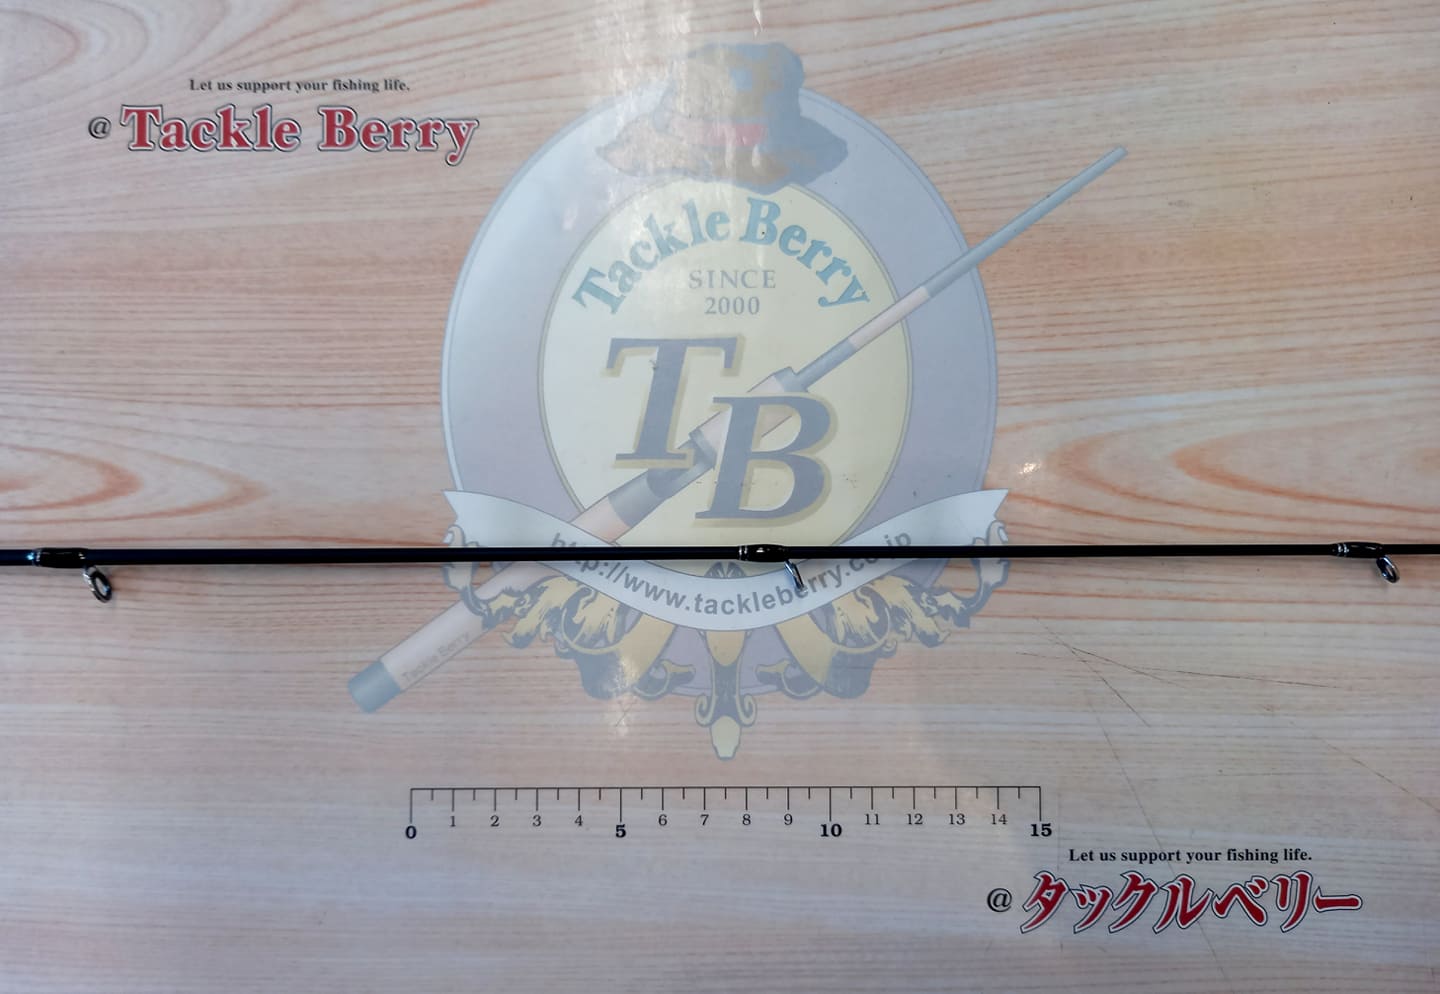 Let us support your fishing life.
@ Tackle Berry
Tackle Berry
SINCE
2000
TB
http://www.tackleberry.co.jp
Tackle Berry
0 1 2 3 4 5 6 7 8 9 10 11 12 13 14 15
Let us support your fishing life.
@ タックルベリー